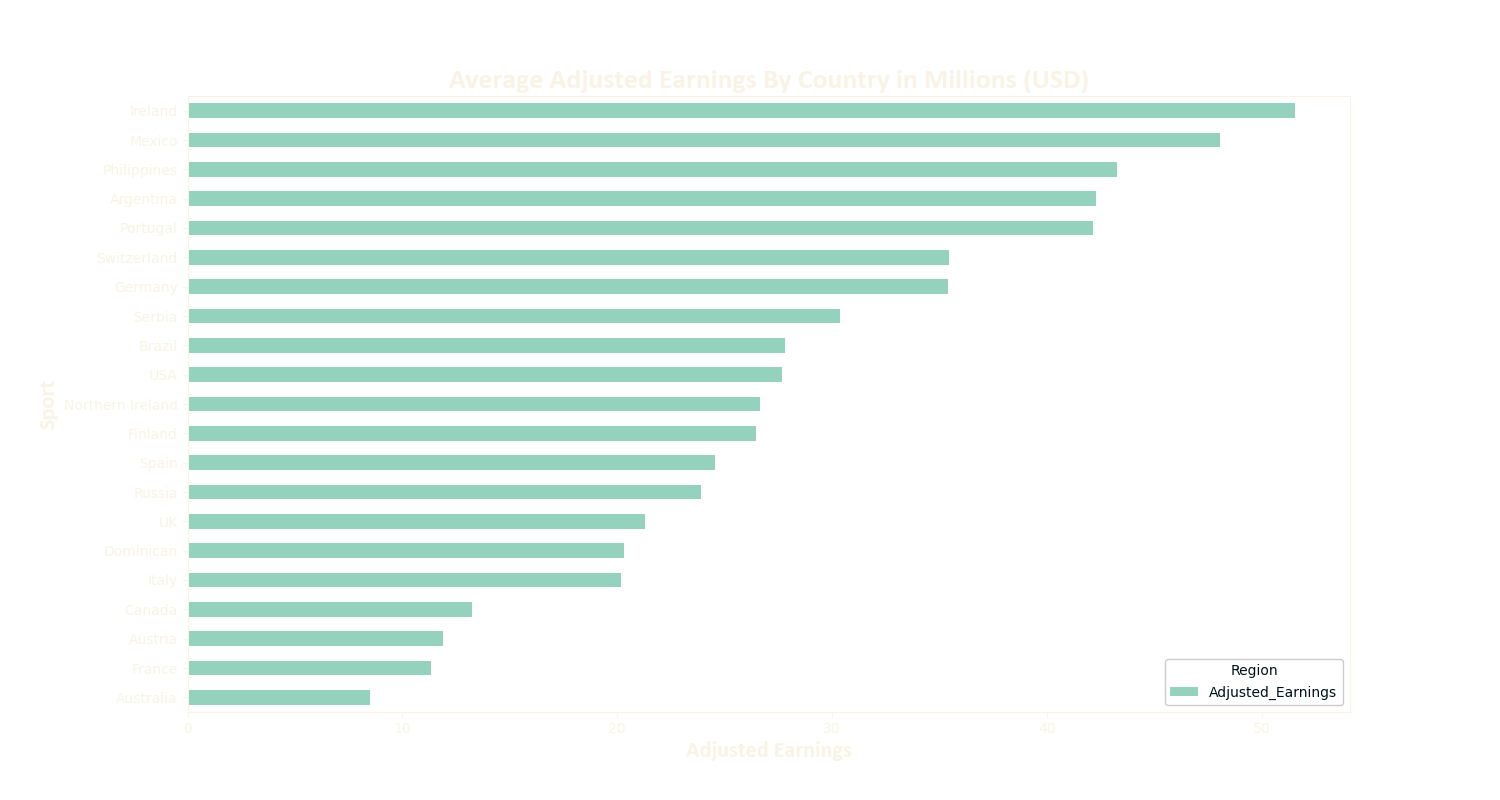 Average Adjusted Earnings By Country in Millions (USD)
Ireland
Mexico
Philippines
Argentina
Portugal
Switzerland
Germany
Serbia
Brazil
USA
Northern Ireland
Finland
Spain
Russia
UK
Dominican
Italy
Canada
Austria
France
Australia
Sport
Region
Adjusted_Earnings
0 10 20 30 40 50
Adjusted Earnings